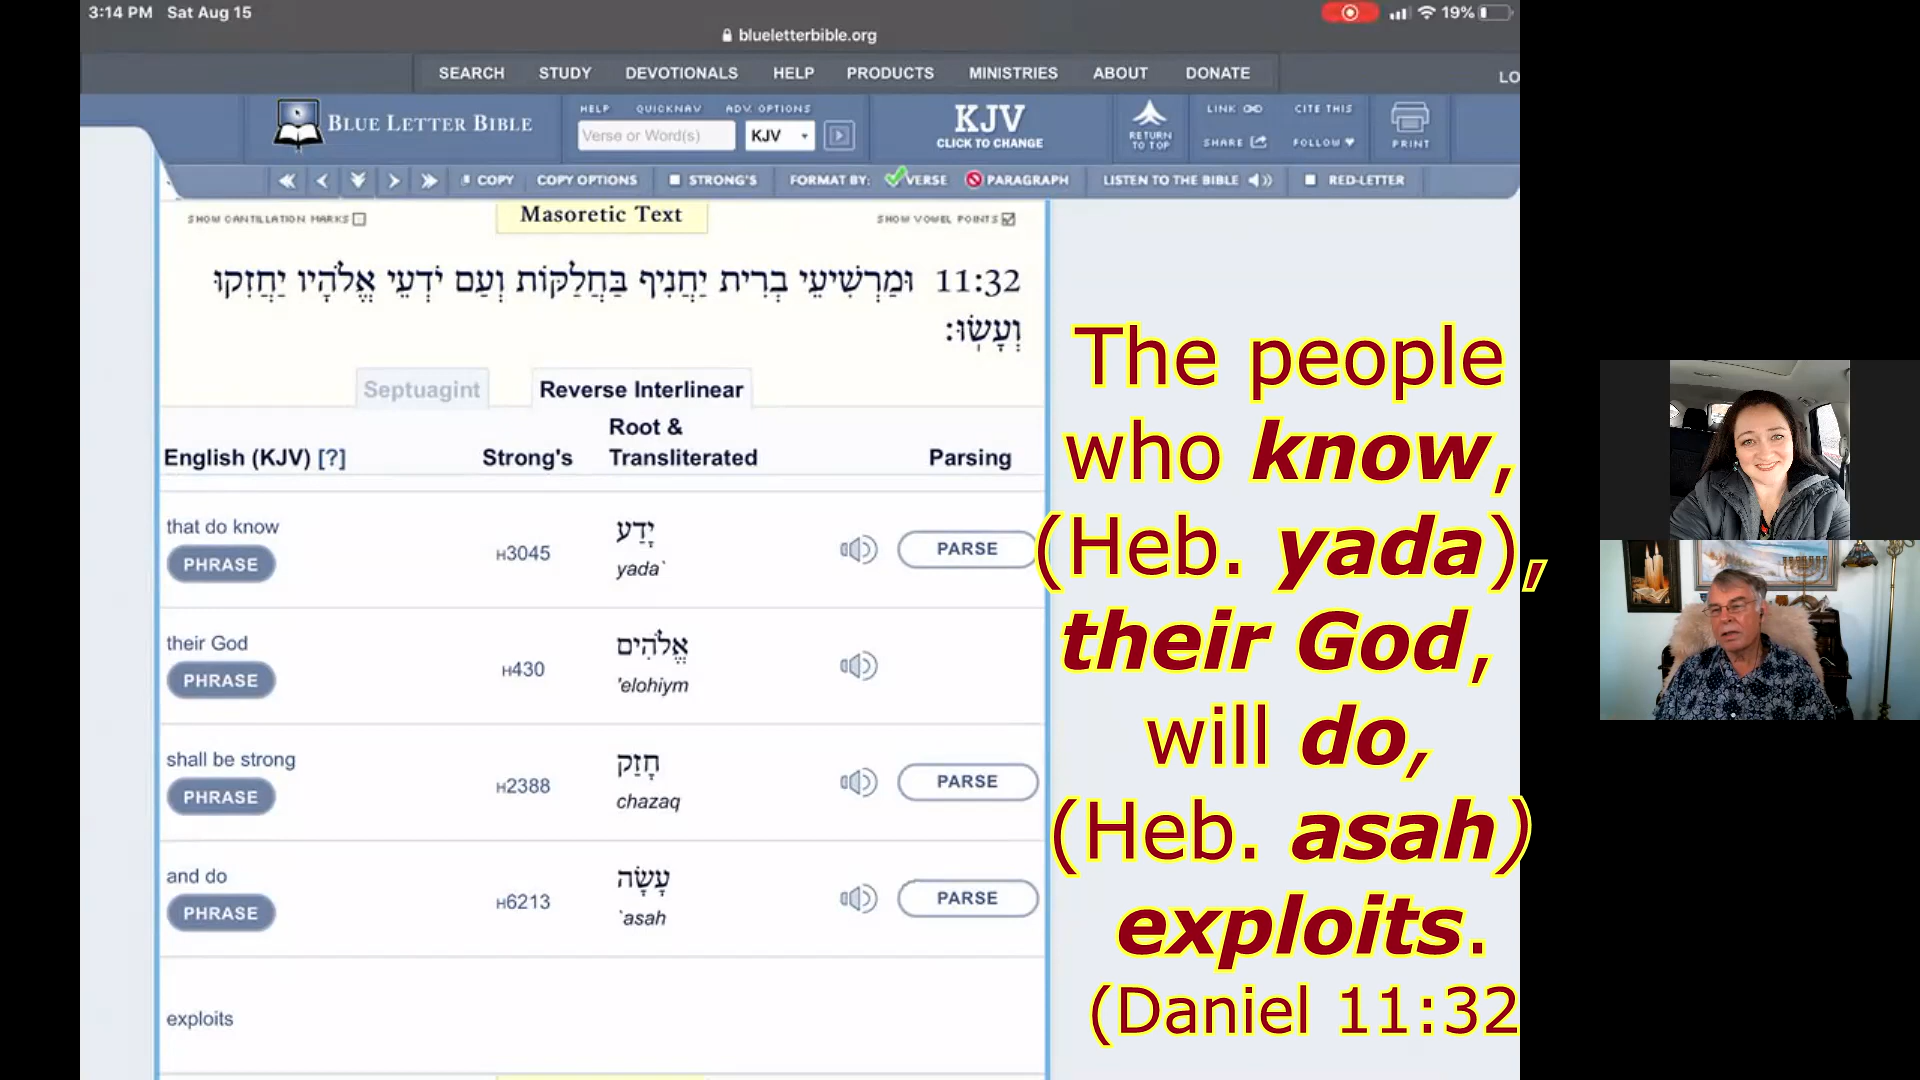 3:14 PM Sat Aug 15
19%
blueletterbible.org
SEARCH STUDY DEVOTIONALS HELP PRODUCTS MINISTRIES ABOUT DONATE
LO
BLUE LETTER BIBLE
HELP QUICKNAV ADV. OPTIONS
Verse or Word(s) KJV
KJV
CLICK TO CHANGE
RETURN
TO TOP
LINK CITE THIS
SHARE FOLLOW
PRINT
COPY COPY OPTIONS STRONG'S FORMAT BY: VERSE PARAGRAPH LISTEN TO THE BIBLE RED-LETTER
SHOW CANTILLATION MARKS Masoretic Text SHOW VOWEL POINTS
11:32 וּמַרְשִׁיעֵי בְרִית יַחֲנִיף בַּחֲלַקּוֹת וְעַם יֹדְעֵי אֱלֹהָיו יַחֲזִקוּ
וְעָשׂוּ׃
Septuagint Reverse Interlinear
English (KJV) [?] Strong's Root &
Transliterated Parsing
that do know
PHRASE H3045 יָדַע
yada` PARSE
their God
PHRASE H430 אֱלֹהִים
'elohiym
shall be strong
PHRASE H2388 חָזַק
chazaq PARSE
and do
PHRASE H6213 עָשָׂה
`asah PARSE
exploits
The people
who know,
(Heb. yada),
their God,
will do,
(Heb. asah)
exploits.
(Daniel 11:32